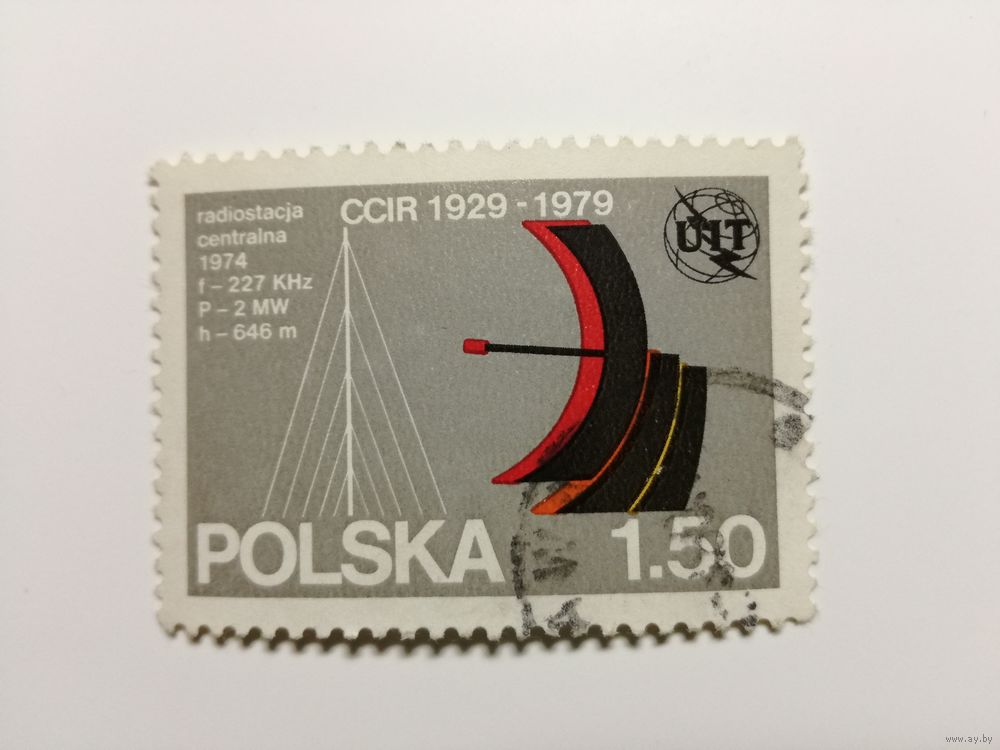 radiostacja
centralna
1974
f – 227 KHz
P – 2 MW
h – 646 m
CCIR 1929 - 1979
UIT
POLSKA 1.50
www.ay.by